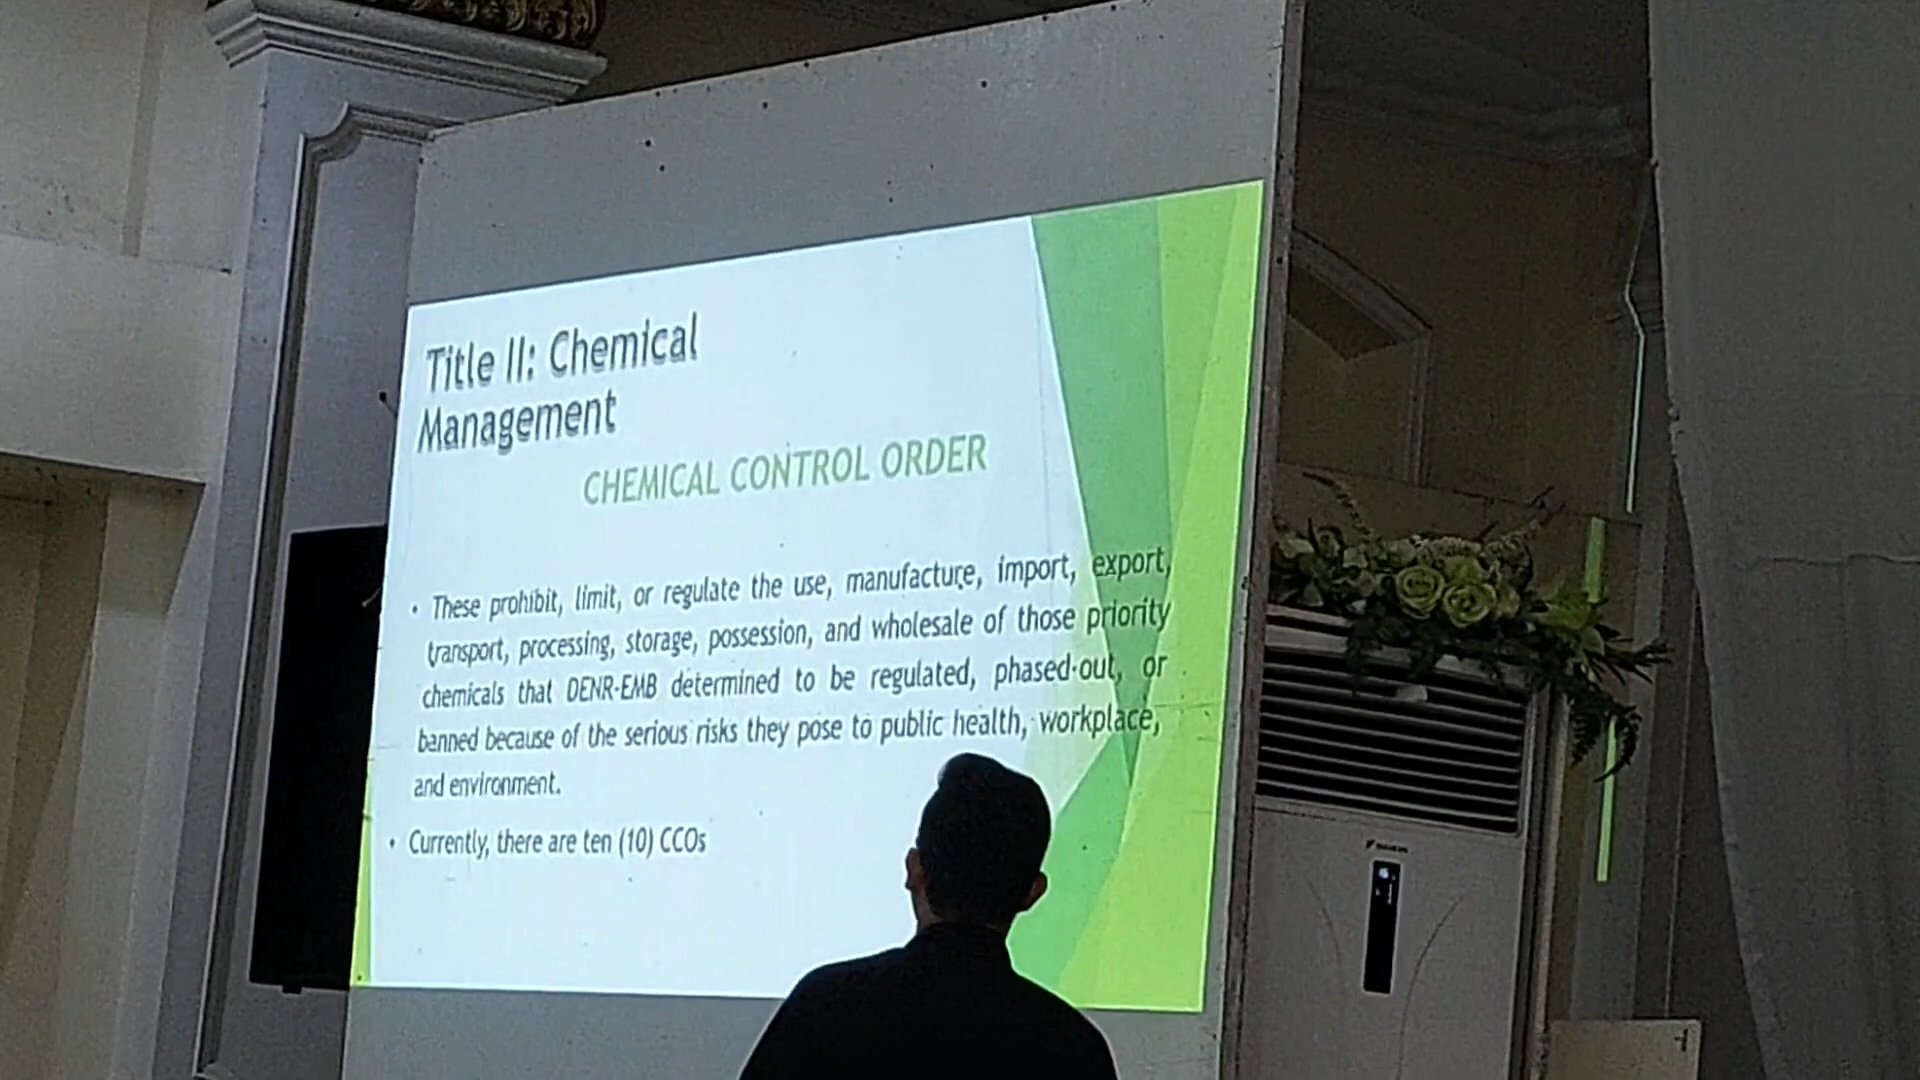 Title II: Chemical
Management
CHEMICAL CONTROL ORDER
• These prohibit, limit, or regulate the use, manufacture, import, export,
transport, processing, storage, possession, and wholesale of those priority
chemicals that DENR-EMB determined to be regulated, phased-out, or
banned because of the serious risks they pose to public health, workplace,
and environment.
• Currently, there are ten (10) CCOs
DAIKIN